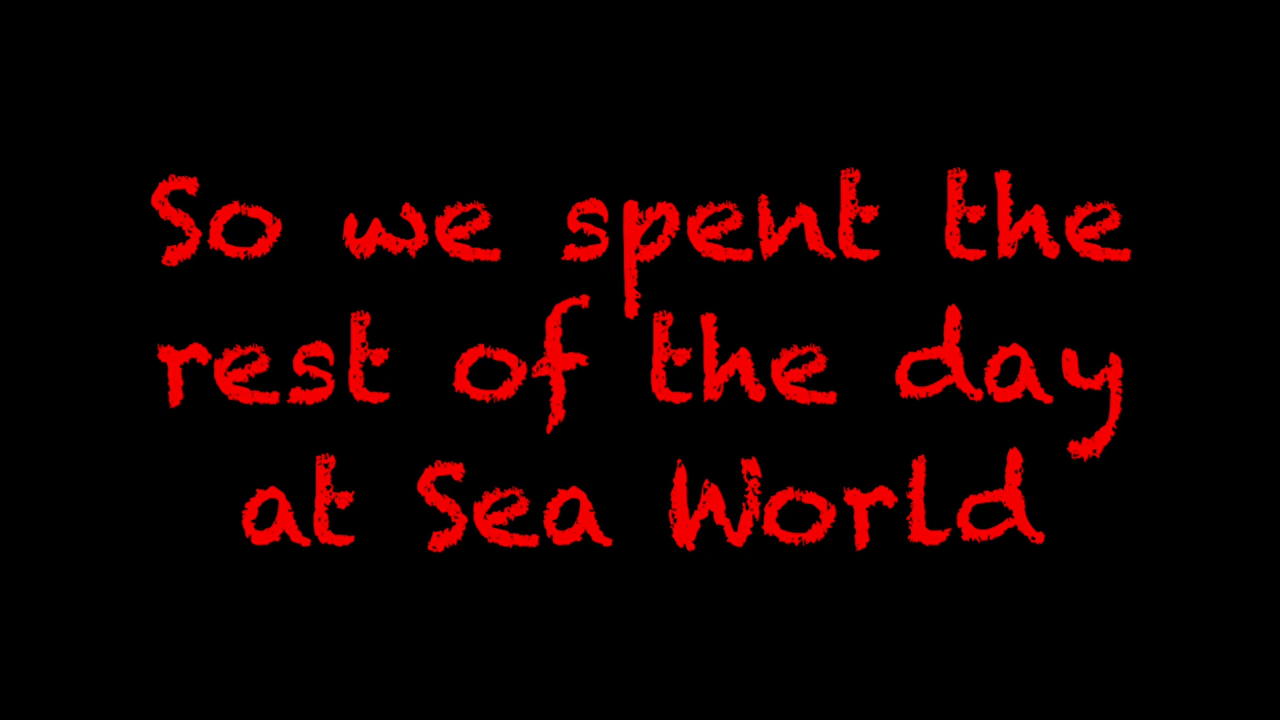 So we spent the
rest of the day
at Sea World